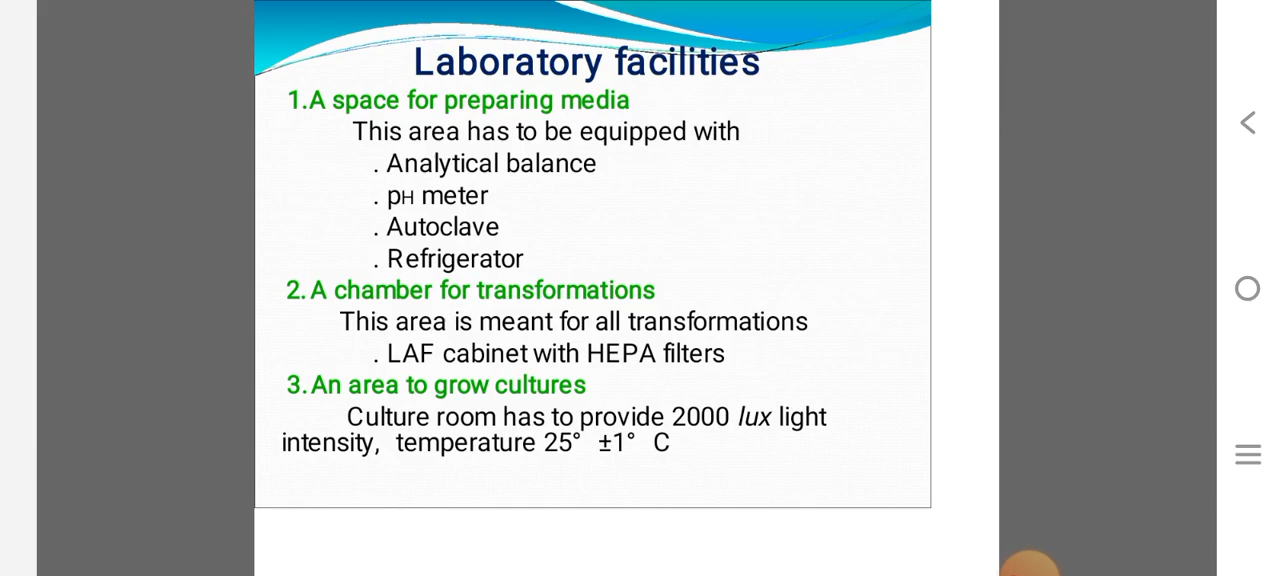 Laboratory facilities
1.A space for preparing media
This area has to be equipped with
. Analytical balance
. pH meter
. Autoclave
. Refrigerator
2. A chamber for transformations
This area is meant for all transformations
. LAF cabinet with HEPA filters
3. An area to grow cultures
Culture room has to provide 2000 lux light
intensity, temperature 25° ±1° C